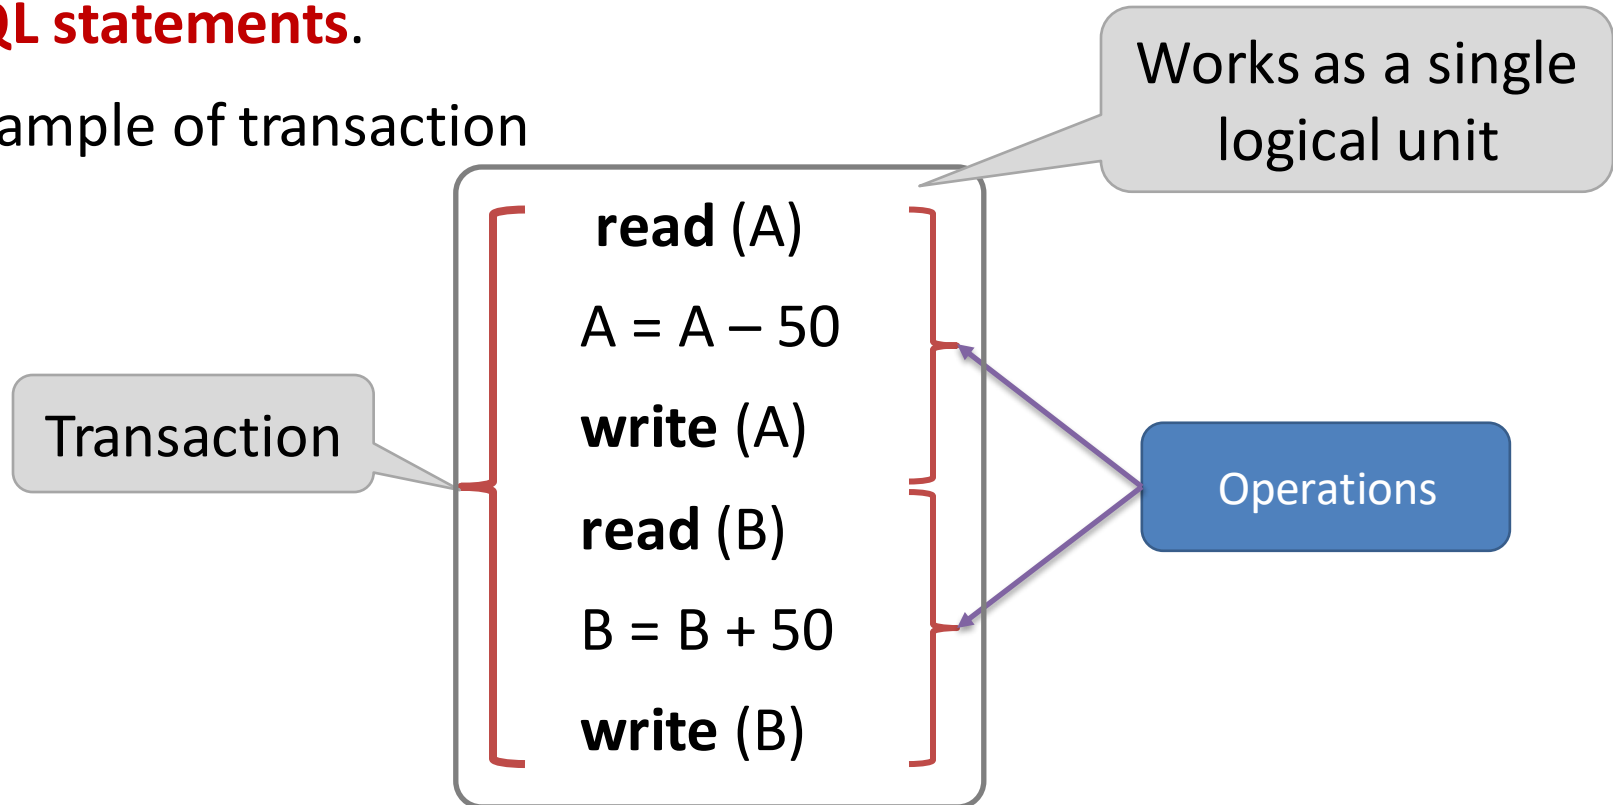 QL statements.
ample of transaction
Works as a single
logical unit
read (A)
A = A – 50
write (A)
Transaction
read (B)
Operations
B = B + 50
write (B)